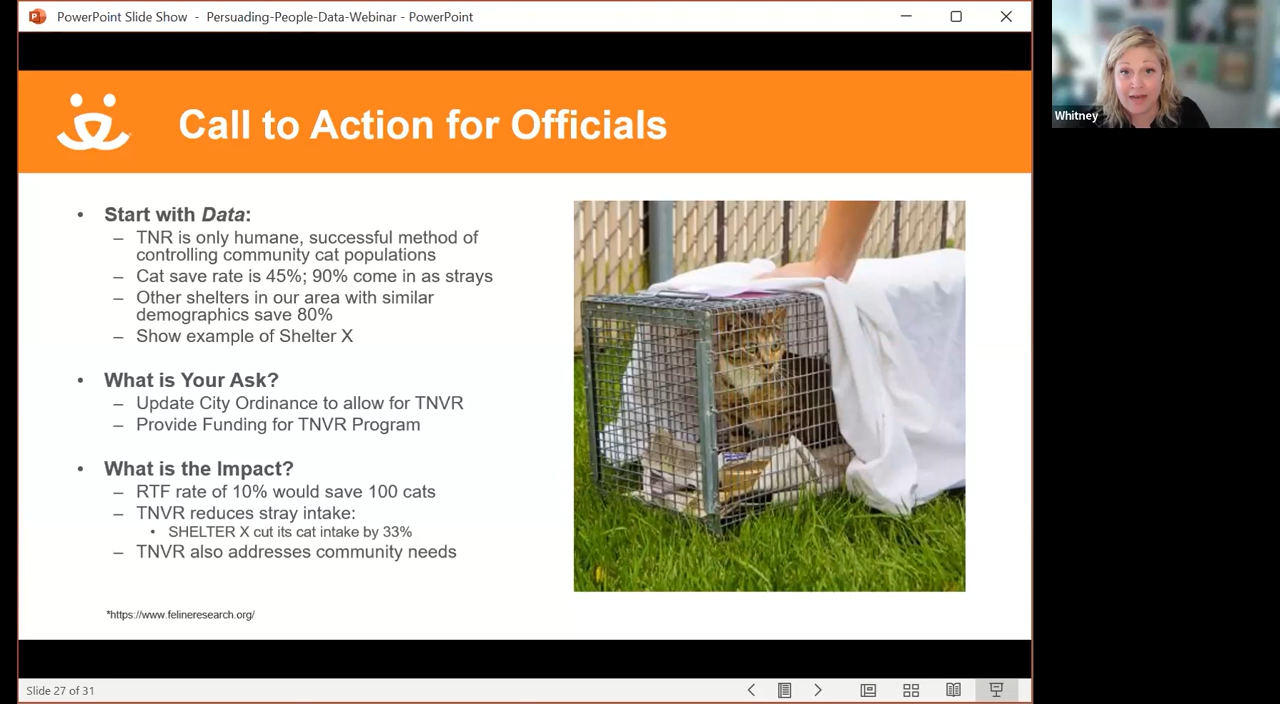 PowerPoint Slide Show - Persuading-People-Data-Webinar - PowerPoint
Whitney
Call to Action for Officials
• Start with Data:
– TNR is only humane, successful method of
controlling community cat populations
– Cat save rate is 45%; 90% come in as strays
– Other shelters in our area with similar
demographics save 80%
– Show example of Shelter X
• What is Your Ask?
– Update City Ordinance to allow for TNVR
– Provide Funding for TNVR Program
• What is the Impact?
– RTF rate of 10% would save 100 cats
– TNVR reduces stray intake:
• SHELTER X cut its cat intake by 33%
– TNVR also addresses community needs
*https://www.felineresearch.org/
Slide 27 of 31